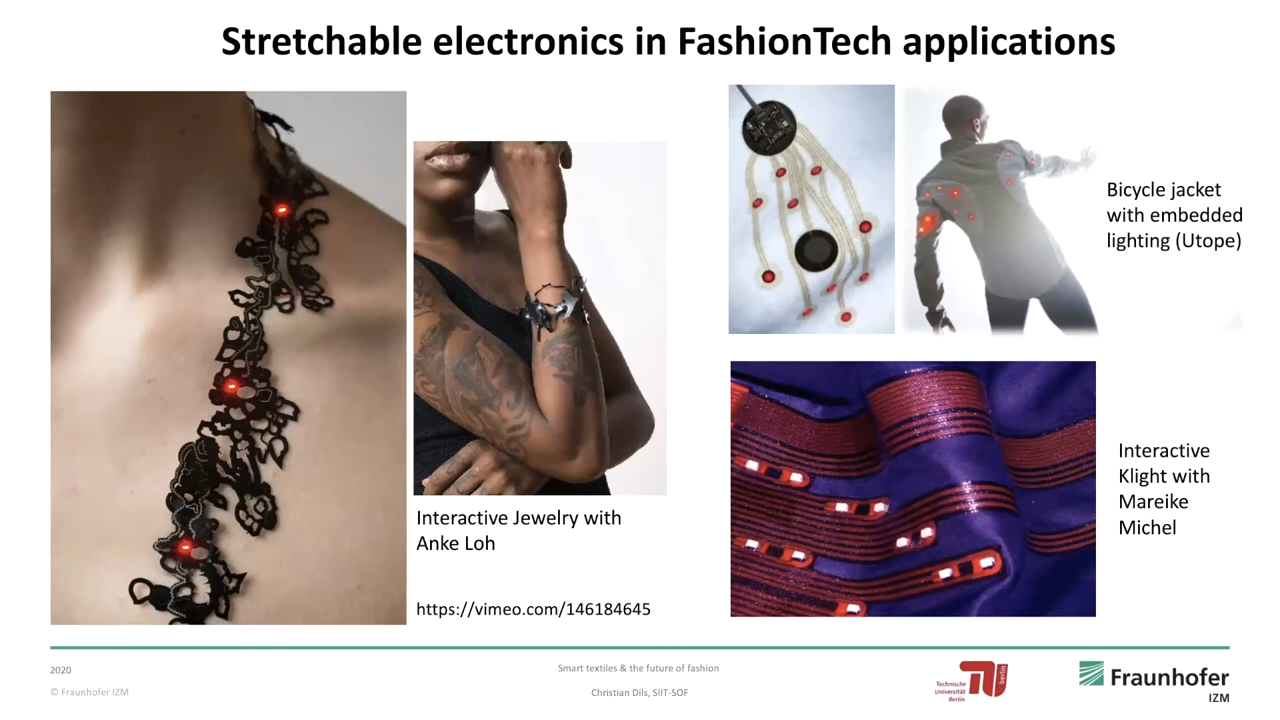 Stretchable electronics in FashionTech applications
Bicycle jacket
with embedded
lighting (Utope)
Interactive Jewelry with
Anke Loh
https://vimeo.com/146184645
Interactive
Klight with
Mareike
Michel
2020
© Fraunhofer IZM
Smart textiles & the future of fashion
Christian Dils, SIIT-SOF
Technische
Universität
Berlin
berlin
Fraunhofer
IZM